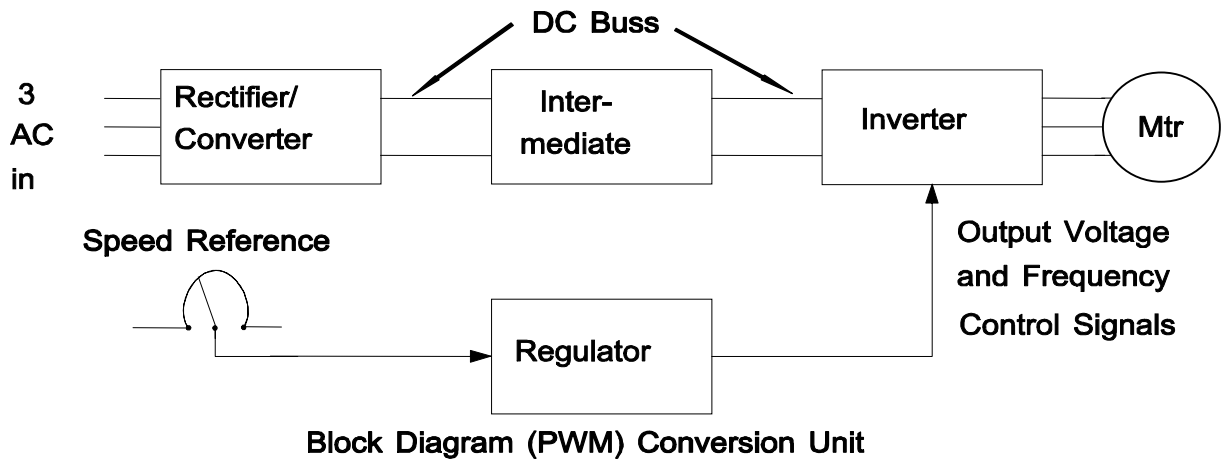 DC Buss
3
AC
in
Rectifier/
Converter
Inter-
mediate
Inverter
Mtr
Speed Reference
Output Voltage
and Frequency
Control Signals
Regulator
Block Diagram (PWM) Conversion Unit